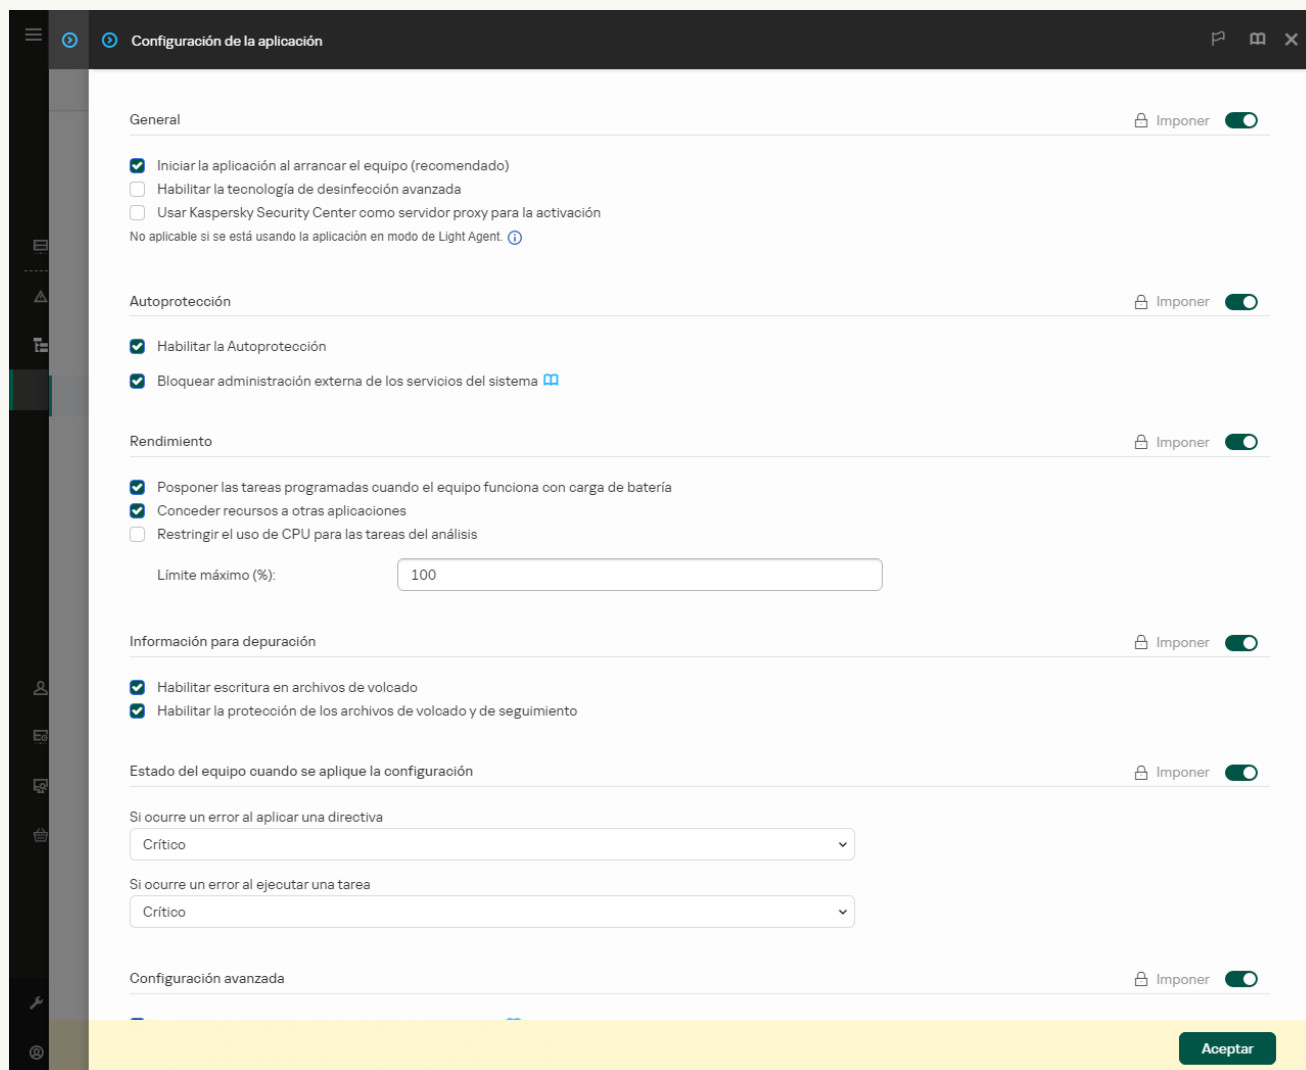 Configuración de la aplicación
General
Imponer
Iniciar la aplicación al arrancar el equipo (recomendado)
Habilitar la tecnología de desinfección avanzada
Usar Kaspersky Security Center como servidor proxy para la activación
No aplicable si se está usando la aplicación en modo de Light Agent.
Autoprotección
Imponer
Habilitar la Autoprotección
Bloquear administración externa de los servicios del sistema
Rendimiento
Imponer
Posponer las tareas programadas cuando el equipo funciona con carga de batería
Conceder recursos a otras aplicaciones
Restringir el uso de CPU para las tareas del análisis
Límite máximo (%):
100
Información para depuración
Imponer
Habilitar escritura en archivos de volcado
Habilitar la protección de los archivos de volcado y de seguimiento
Estado del equipo cuando se aplique la configuración
Imponer
Si ocurre un error al aplicar una directiva
Crítico
Si ocurre un error al ejecutar una tarea
Crítico
Configuración avanzada
Imponer
Aceptar